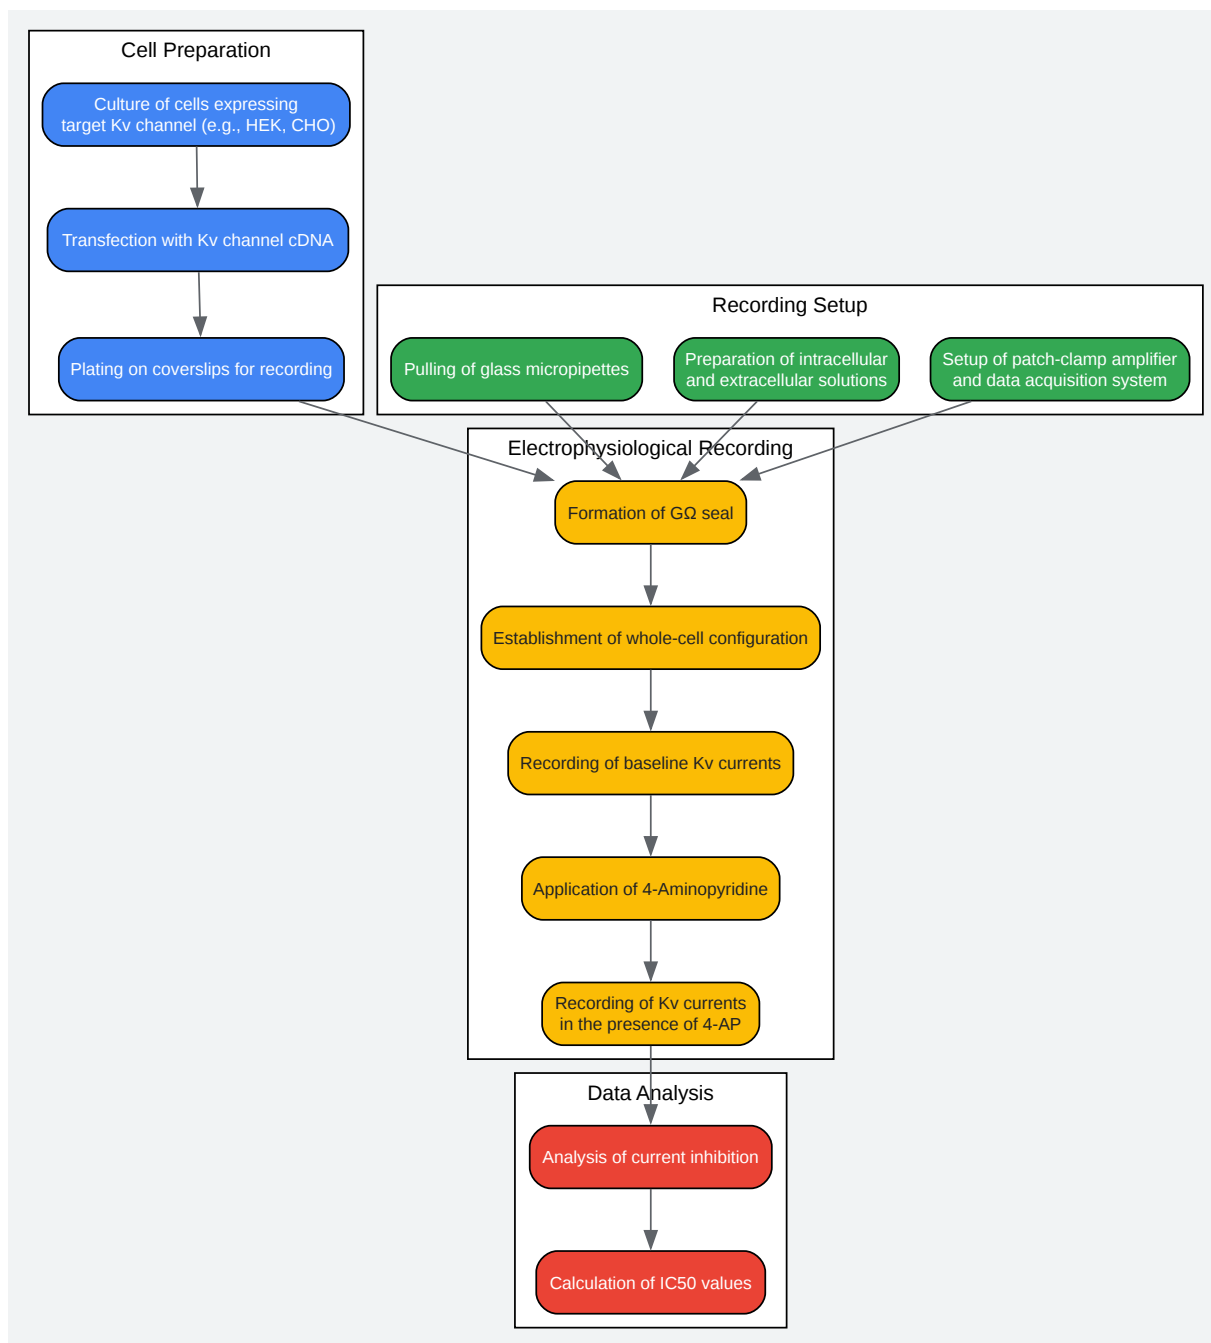 Cell Preparation
Culture of cells expressing
target Kv channel (e.g., HEK, CHO)
Transfection with Kv channel cDNA
Plating on coverslips for recording
Recording Setup
Pulling of glass micropipettes
Preparation of intracellular
and extracellular solutions
Setup of patch-clamp amplifier
and data acquisition system
Electrophysiological Recording
Formation of GΩ seal
Establishment of whole-cell configuration
Recording of baseline Kv currents
Application of 4-Aminopyridine
Recording of Kv currents
in the presence of 4-AP
Data Analysis
Analysis of current inhibition
Calculation of IC50 values